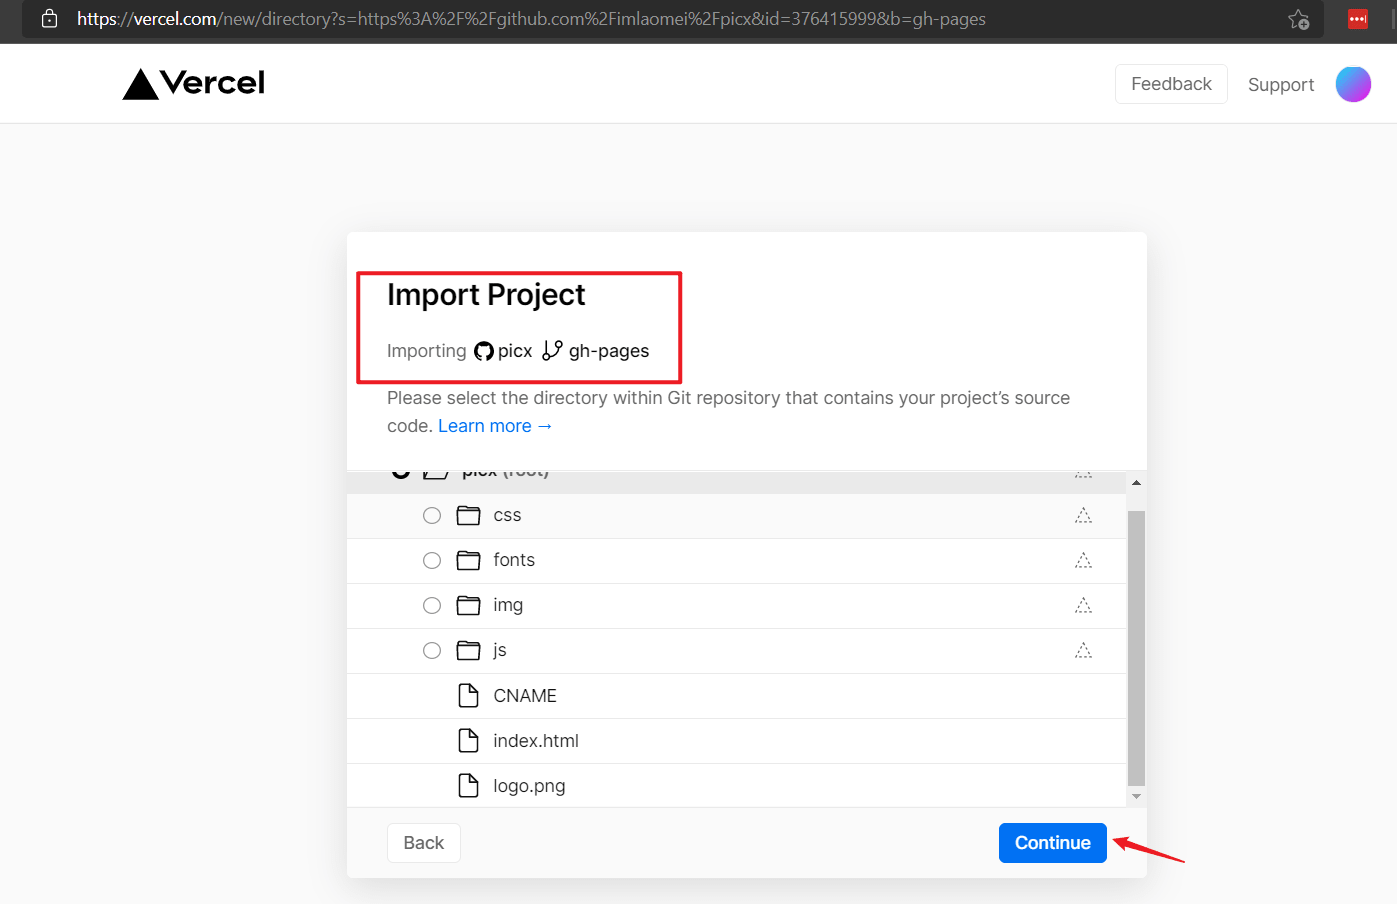 https://vercel.com/new/directory?s=https%3A%2F%2Fgithub.com%2Fimlaomei%2Fpicx&id=376415999&b=gh-pages
Vercel
Feedback
Support
Import Project
Importing picx gh-pages
Please select the directory within Git repository that contains your project’s source
code. Learn more →
picx (root)
css
fonts
img
js
CNAME
index.html
logo.png
Back
Continue